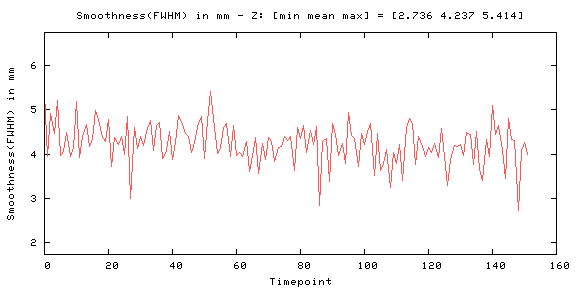 Smoothness(FWHM) in mm - Z: [min mean max] = [2.736 4.237 5.414]
6
5
4
3
2
Smoothness(FWHM) in mm
0 20 40 60 80 100 120 140 160
Timepoint